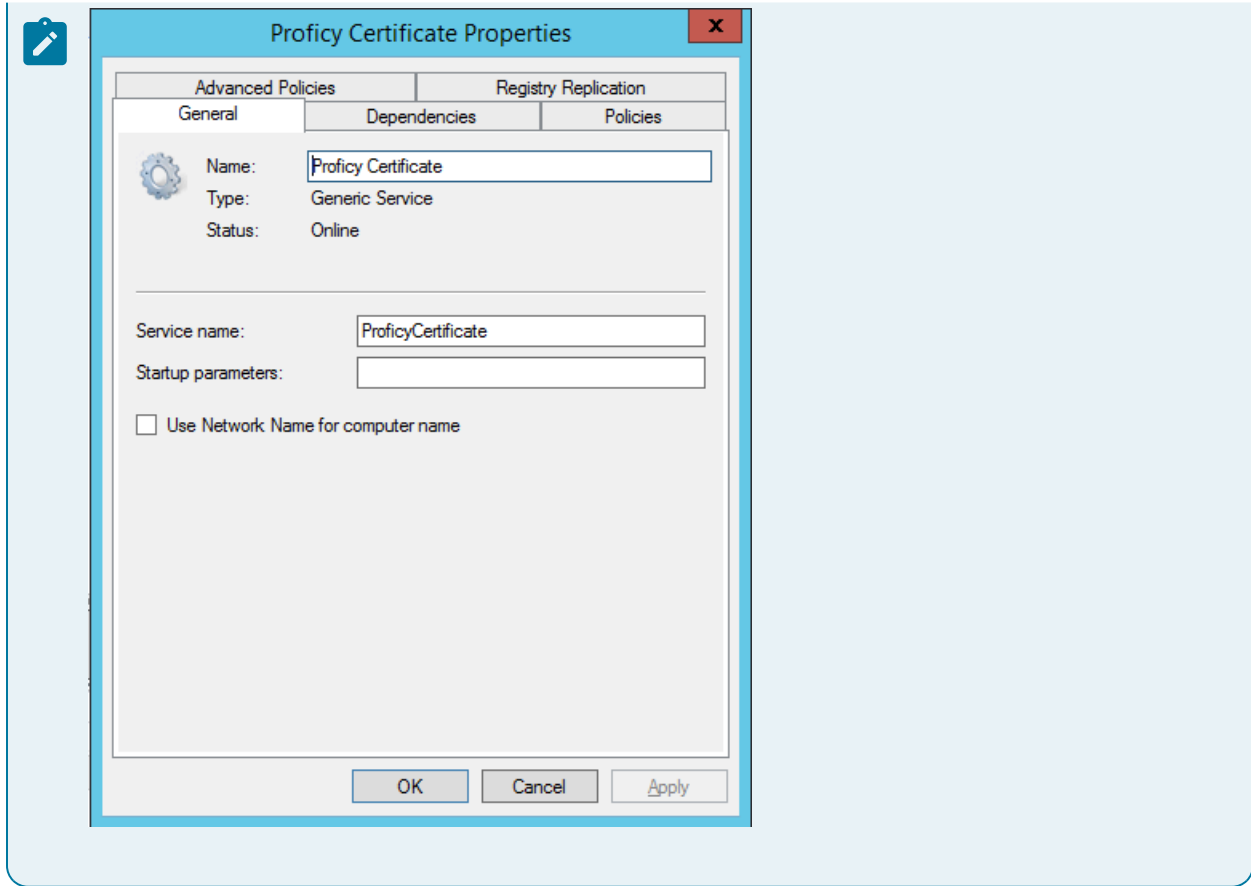 Proficy Certificate Properties
x
Advanced Policies Registry Replication
General Dependencies Policies
Name: Proficy Certificate
Type: Generic Service
Status: Online
Service name: ProficyCertificate
Startup parameters:
Use Network Name for computer name
OK Cancel Apply